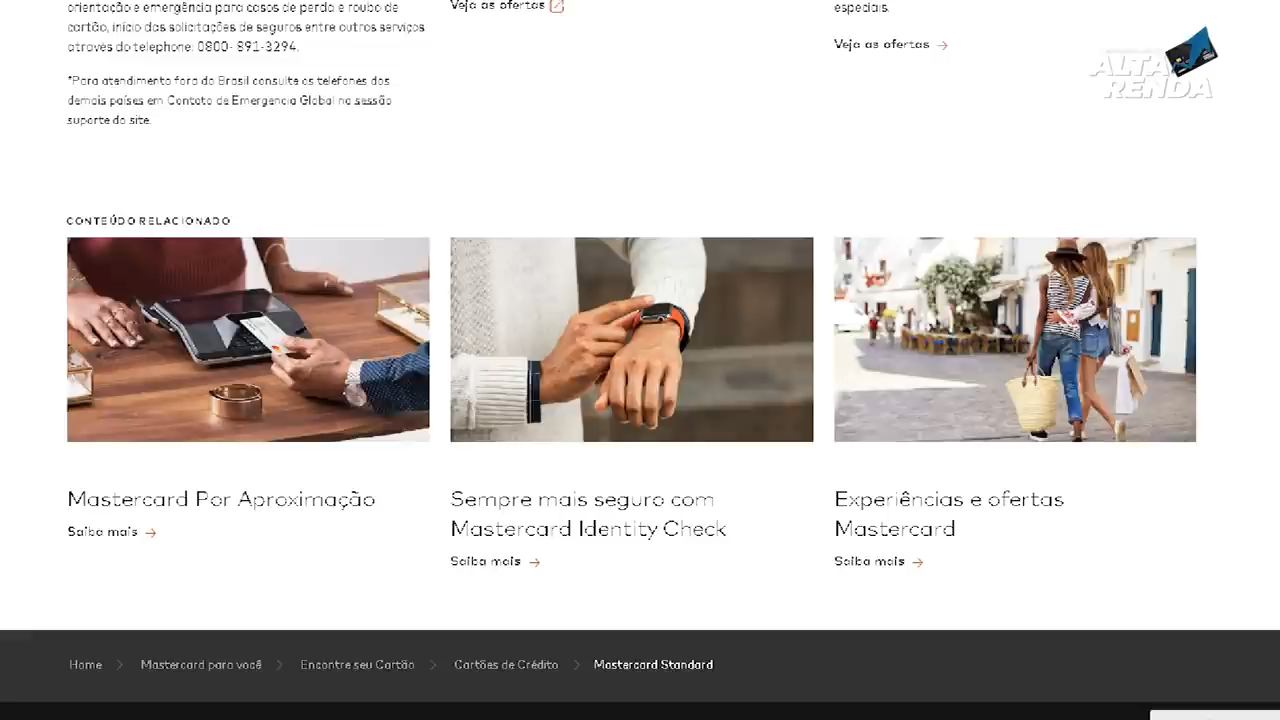 orientação e emergência para casos de perda e roubo de
cartão, início das solicitações de seguros entre outros serviços
através do telephone: 0800- 891-3294.
*Para atendimento fora do Brasil consulte os telefones dos
demais países em Contato de Emergencia Global na sessão
suporte do site.
Veja as ofertas
especiais.
Veja as ofertas →
ALTA
RENDA
CONTEÚDO RELACIONADO
Mastercard Por Aproximação
Saiba mais →
Sempre mais seguro com
Mastercard Identity Check
Saiba mais →
Experiências e ofertas
Mastercard
Saiba mais →
Home > Mastercard para você > Encontre seu Cartão > Cartões de Crédito > Mastercard Standard